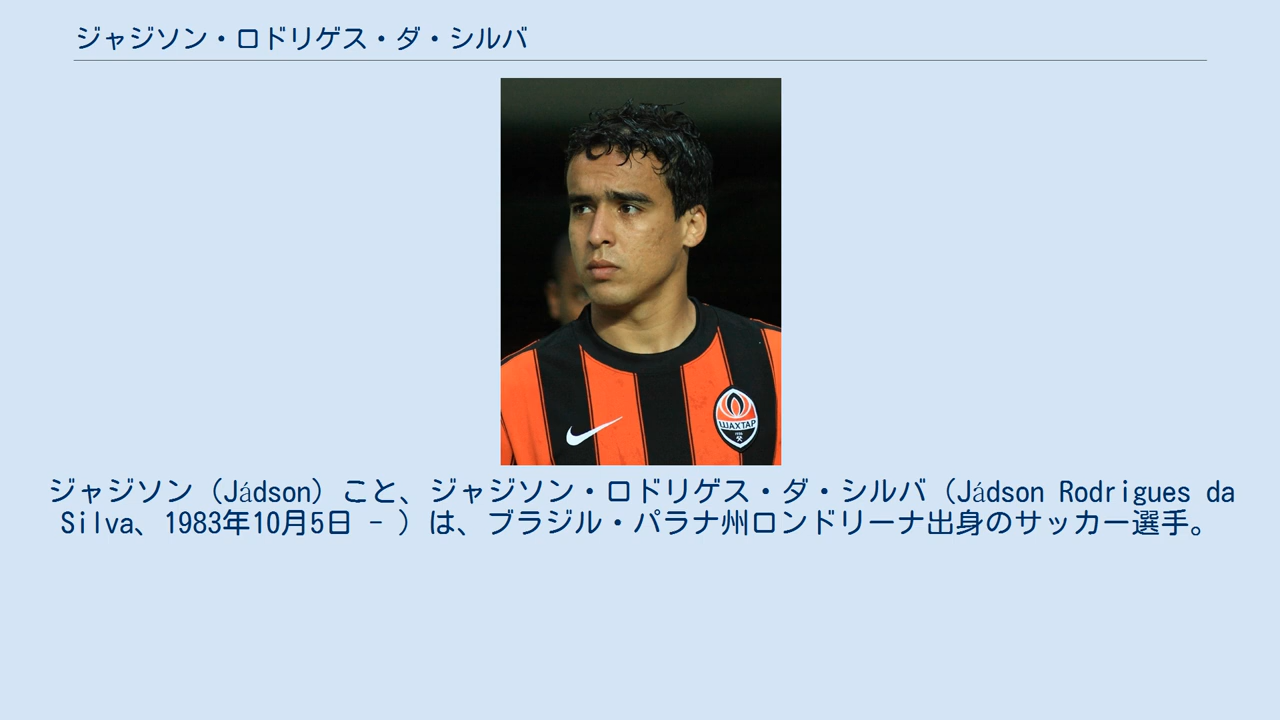 ジャジソン・ロドリゲス・ダ・シルバ
ШАХТАР
ジャジソン（Jádson）こと、ジャジソン・ロドリゲス・ダ・シルバ（Jádson Rodrigues da
Silva、1983年10月5日 - ）は、ブラジル・パラナ州ロンドリーナ出身のサッカー選手。